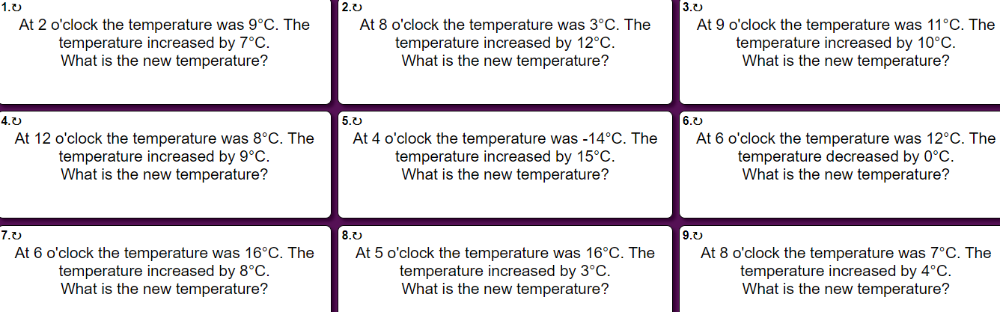 1.↻
At 2 o'clock the temperature was 9°C. The
temperature increased by 7°C.
What is the new temperature?
2.↻
At 8 o'clock the temperature was 3°C. The
temperature increased by 12°C.
What is the new temperature?
3.↻
At 9 o'clock the temperature was 11°C. The
temperature increased by 10°C.
What is the new temperature?
4.↻
At 12 o'clock the temperature was 8°C. The
temperature increased by 9°C.
What is the new temperature?
5.↻
At 4 o'clock the temperature was -14°C. The
temperature increased by 15°C.
What is the new temperature?
6.↻
At 6 o'clock the temperature was 12°C. The
temperature decreased by 0°C.
What is the new temperature?
7.↻
At 6 o'clock the temperature was 16°C. The
temperature increased by 8°C.
What is the new temperature?
8.↻
At 5 o'clock the temperature was 16°C. The
temperature increased by 3°C.
What is the new temperature?
9.↻
At 8 o'clock the temperature was 7°C. The
temperature increased by 4°C.
What is the new temperature?